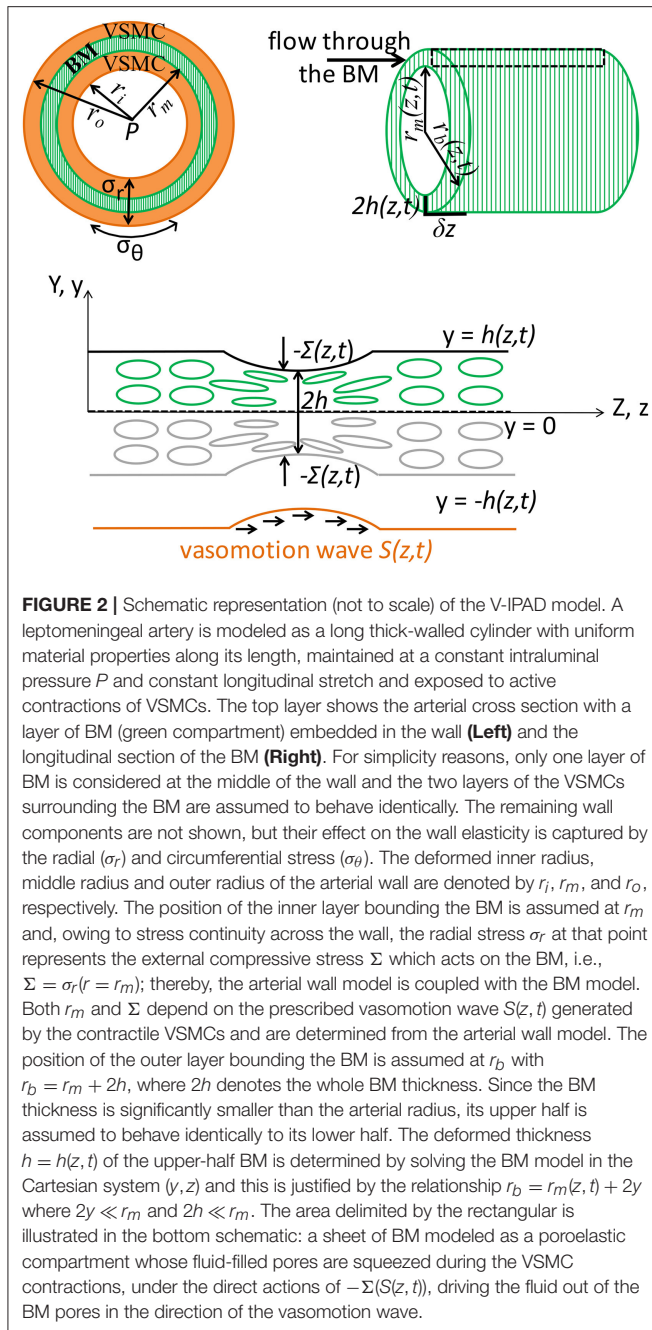 VSMC
BM
VSMC
r_i
r_o
r_m
P
σ_r
σ_θ
flow through
the BM
r_m(z,t)
r_b(z,t)
2h(z,t)
δz
Y, y
-Σ(z,t)
y = h(z,t)
2h
Z, z
y = 0
-Σ(z,t)
y = -h(z,t)
vasomotion wave S(z,t)
FIGURE 2 | Schematic representation (not to scale) of the V-IPAD model. A
leptomeningeal artery is modeled as a long thick-walled cylinder with uniform
material properties along its length, maintained at a constant intraluminal
pressure P and constant longitudinal stretch and exposed to active
contractions of VSMCs. The top layer shows the arterial cross section with a
layer of BM (green compartment) embedded in the wall (Left) and the
longitudinal section of the BM (Right). For simplicity reasons, only one layer of
BM is considered at the middle of the wall and the two layers of the VSMCs
surrounding the BM are assumed to behave identically. The remaining wall
components are not shown, but their effect on the wall elasticity is captured by
the radial (σ_r) and circumferential stress (σ_θ). The deformed inner radius,
middle radius and outer radius of the arterial wall are denoted by r_i, r_m, and r_o,
respectively. The position of the inner layer bounding the BM is assumed at r_m
and, owing to stress continuity across the wall, the radial stress σ_r at that point
represents the external compressive stress Σ which acts on the BM, i.e.,
Σ = σ_r(r = r_m); thereby, the arterial wall model is coupled with the BM model.
Both r_m and Σ depend on the prescribed vasomotion wave S(z, t) generated
by the contractile VSMCs and are determined from the arterial wall model. The
position of the outer layer bounding the BM is assumed at r_b with
r_b = r_m + 2h, where 2h denotes the whole BM thickness. Since the BM
thickness is significantly smaller than the arterial radius, its upper half is
assumed to behave identically to its lower half. The deformed thickness
h = h(z, t) of the upper-half BM is determined by solving the BM model in the
Cartesian system (y,z) and this is justified by the relationship r_b = r_m(z, t) + 2y
where 2y ≪ r_m and 2h ≪ r_m. The area delimited by the rectangular is
illustrated in the bottom schematic: a sheet of BM modeled as a poroelastic
compartment whose fluid-filled pores are squeezed during the VSMC
contractions, under the direct actions of −Σ(S(z, t)), driving the fluid out of the
BM pores in the direction of the vasomotion wave.